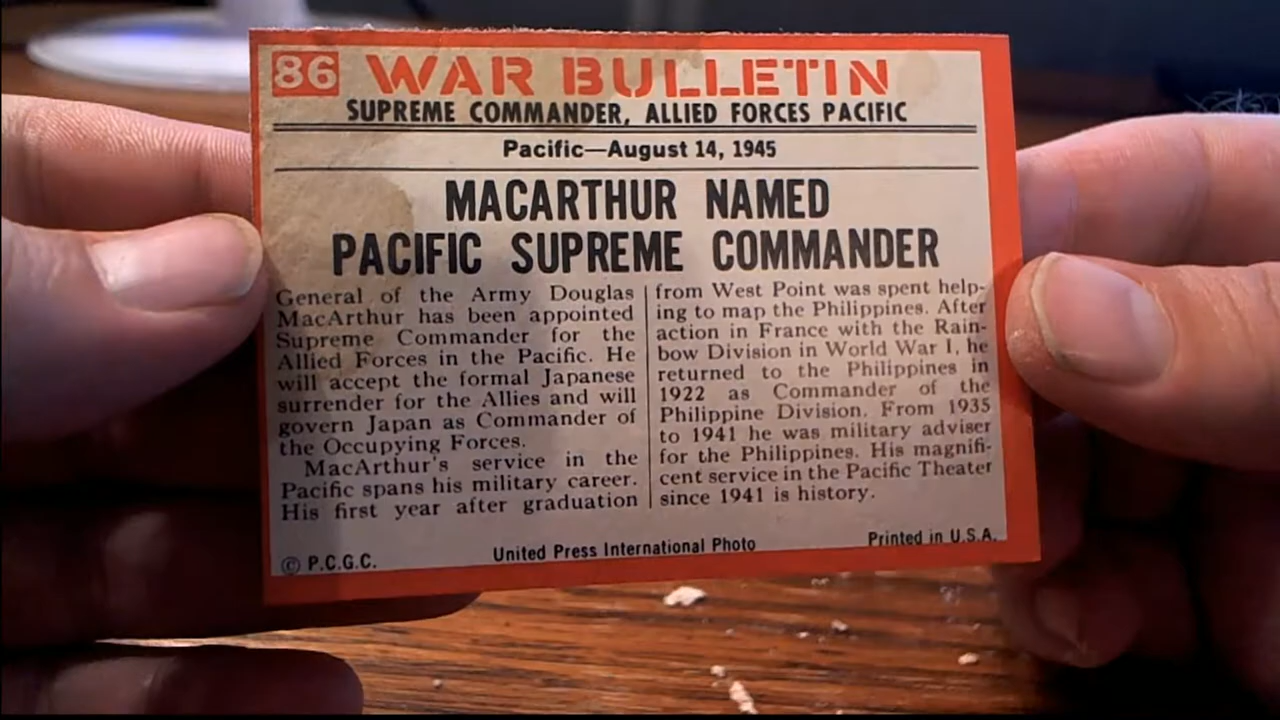 86 WAR BULLETIN
SUPREME COMMANDER, ALLIED FORCES PACIFIC
Pacific—August 14, 1945
MACARTHUR NAMED
PACIFIC SUPREME COMMANDER
General of the Army Douglas
MacArthur has been appointed
Supreme Commander for the
Allied Forces in the Pacific. He
will accept the formal Japanese
surrender for the Allies and will
govern Japan as Commander of
the Occupying Forces.
MacArthur's service in the
Pacific spans his military career.
His first year after graduation
from West Point was spent help-
ing to map the Philippines. After
action in France with the Rain-
bow Division in World War I, he
returned to the Philippines in
1922 as Commander of the
Philippine Division. From 1935
to 1941 he was military adviser
for the Philippines. His magnifi-
cent service in the Pacific Theater
since 1941 is history.
© P.C.G.C. United Press International Photo Printed in U.S.A.